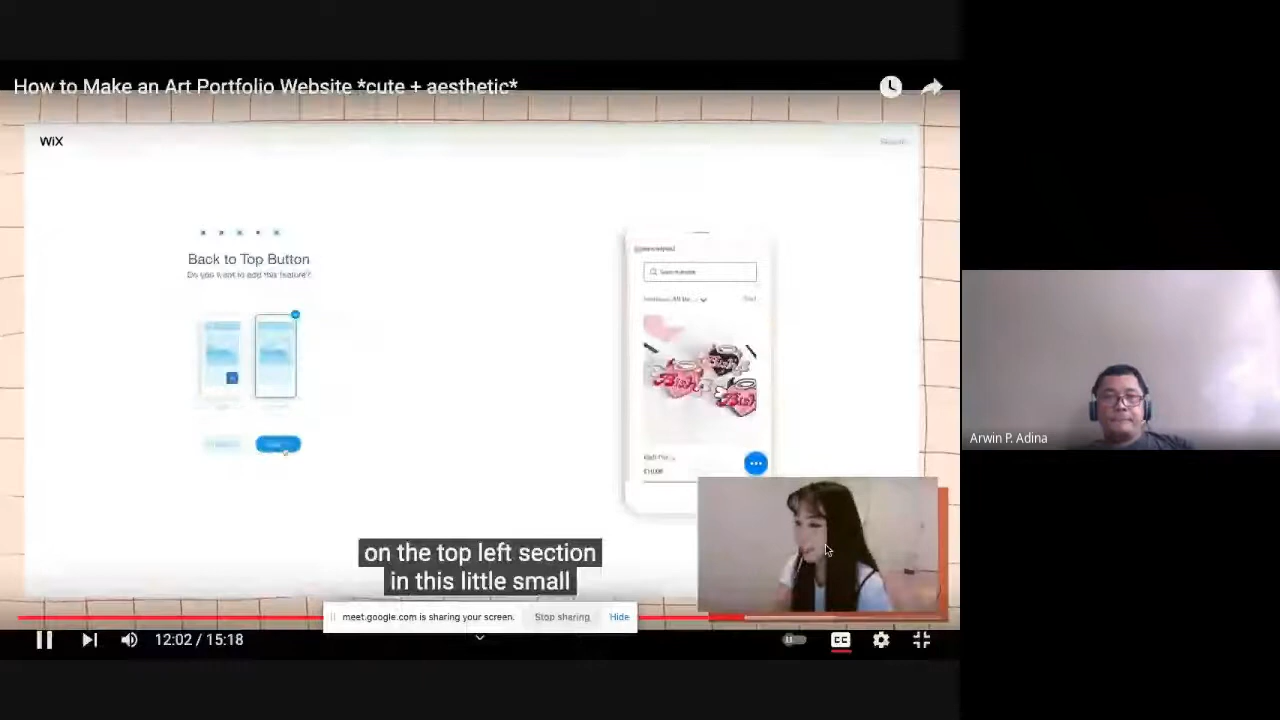 How to Make an Art Portfolio Website *cute + aesthetic*
WiX
Back to Top Button
Do you want to add this feature?
on the top left section
in this little small
meet.google.com is sharing your screen.
Stop sharing
Hide
12:02 / 15:18
CC
Arwin P. Adina